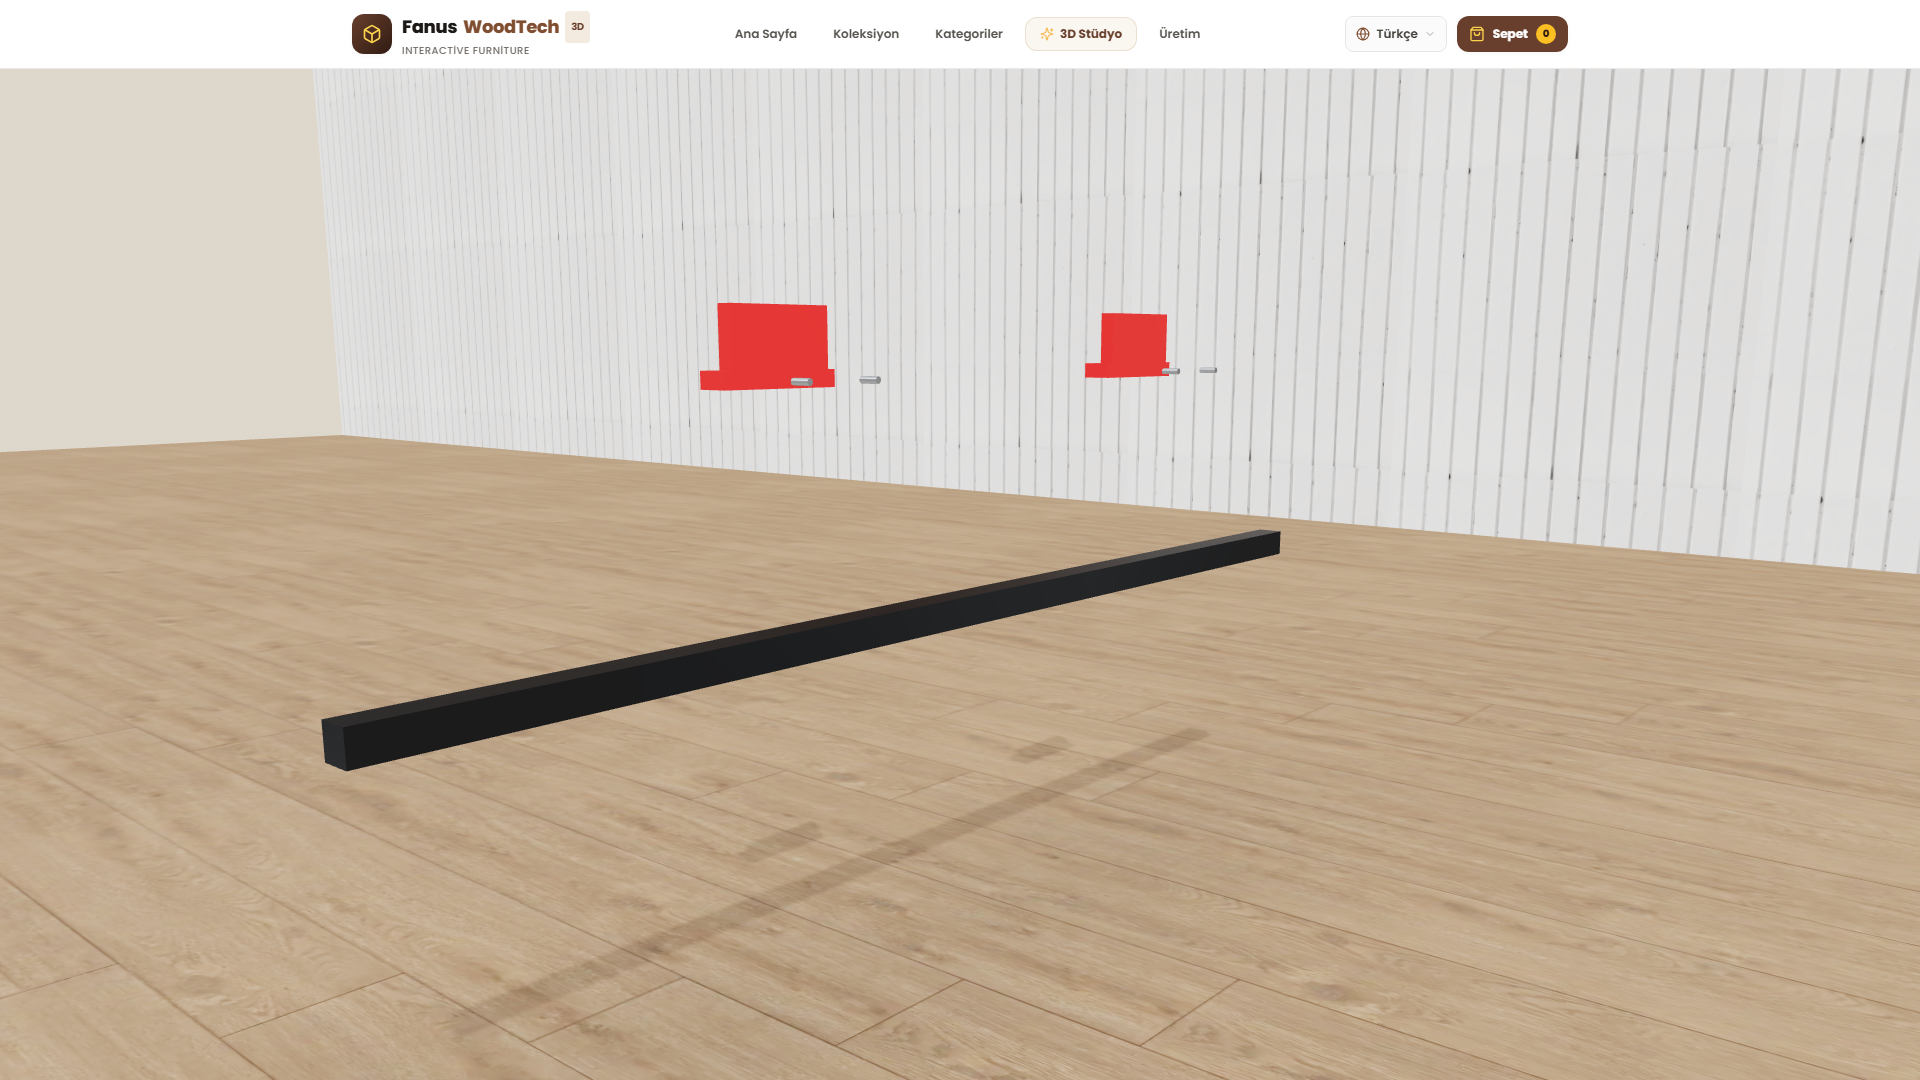 Fanus WoodTech 3D
INTERACTİVE FURNİTURE
Ana Sayfa
Koleksiyon
Kategoriler
3D Stüdyo
Üretim
Türkçe
Sepet 0